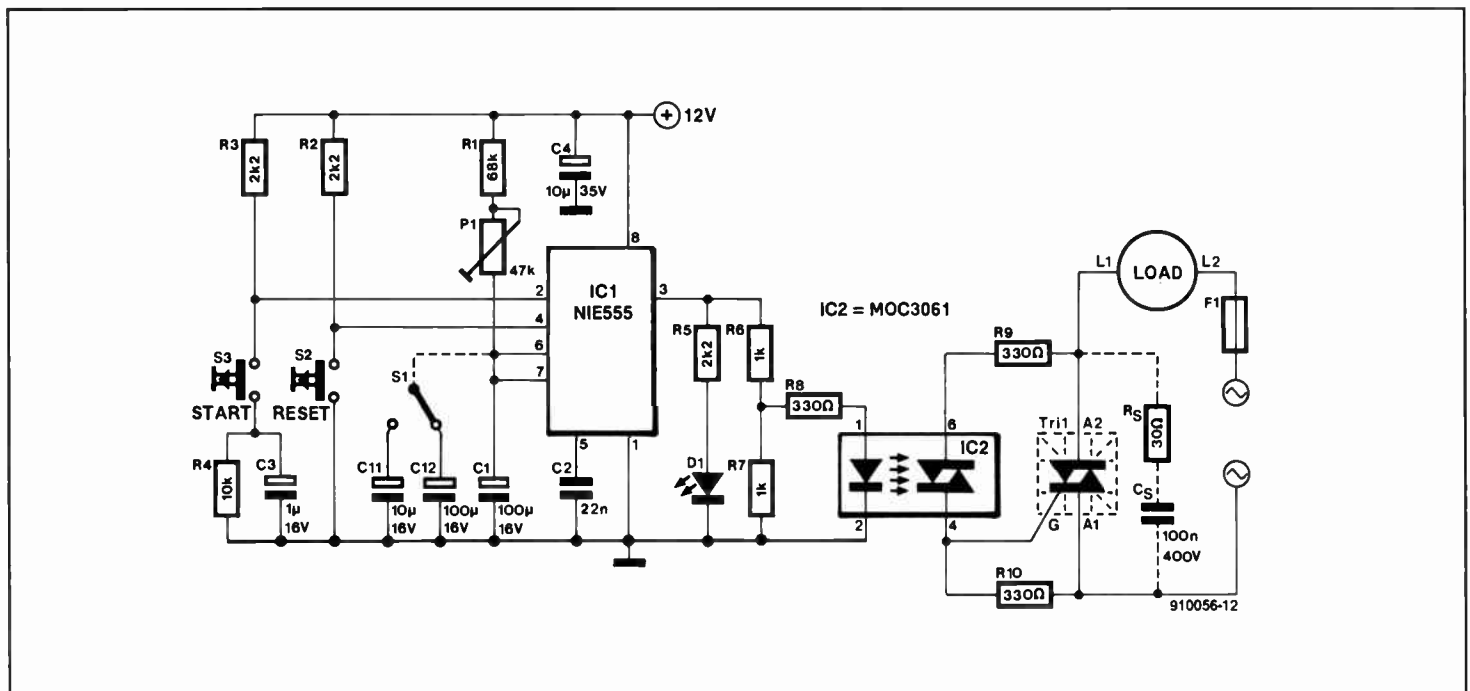 12V
R3
2k2
R2
2k2
R1
68k
C4
10µ 35V
P1
47k
8
IC1
NIE555
2
4
6
7
3
5
1
IC2 = MOC3061
S3
START
S2
RESET
S1
R4
10k
C3
1µ
16V
C11
10µ
16V
C12
100µ
16V
C1
100µ
16V
C2
22n
R5
2k2
R6
1k
R8
330Ω
R7
1k
D1
1
2
6
4
IC2
R9
330Ω
R10
330Ω
L1
LOAD
L2
F1
Tri1
A2
G
A1
RS
30Ω
CS
100n
400V
910056-12